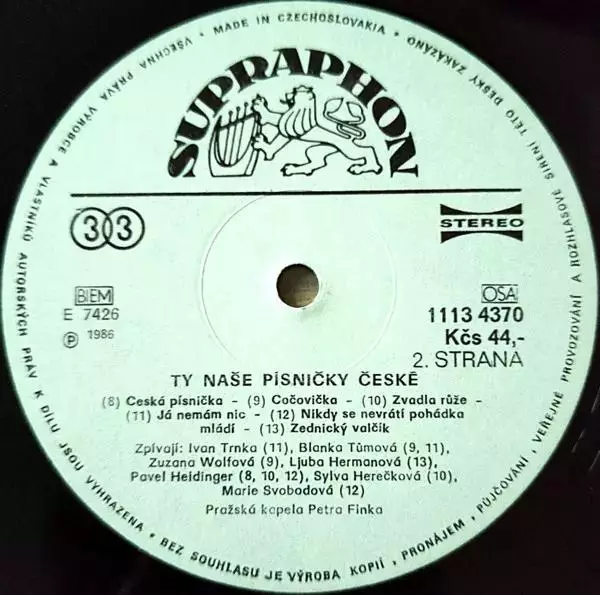 VŠECHNA PRÁVA VÝROBCE A VLASTNÍKŮ AUTORSKÝCH PRÁV K DÍLU JSOU VYHRAZENA • BEZ SOUHLASU JE VÝROBA KOPIÍ, PRONÁJEM, PŮJČOVÁNÍ, VEŘEJNÉ PROVOZOVÁNÍ A ROZHLASOVÉ ŠÍŘENÍ TÉTO DESKY ZAKÁZÁNO • MADE IN CZECHOSLOVAKIA •
SUPRAPHON
33
STEREO
BIEM
OSA
E 7426
1113 4370
Ⓟ 1986
Kčs 44,-
2. STRANA
TY NAŠE PÍSNIČKY ČESKÉ
(8) Ceská písnička - (9) Cočovička - (10) Zvadla růže -
(11) Já nemám nic - (12) Nikdy se nevrátí pohádka
mládí - (13) Zednický valčík
Zpívají: Ivan Trnka (11), Blanka Tůmová (9, 11),
Zuzana Wolfová (9), Ljuba Hermanová (13),
Pavel Heidinger (8, 10, 12), Sylva Herečková (10),
Marie Svobodová (12)
Pražská kapela Petra Finka